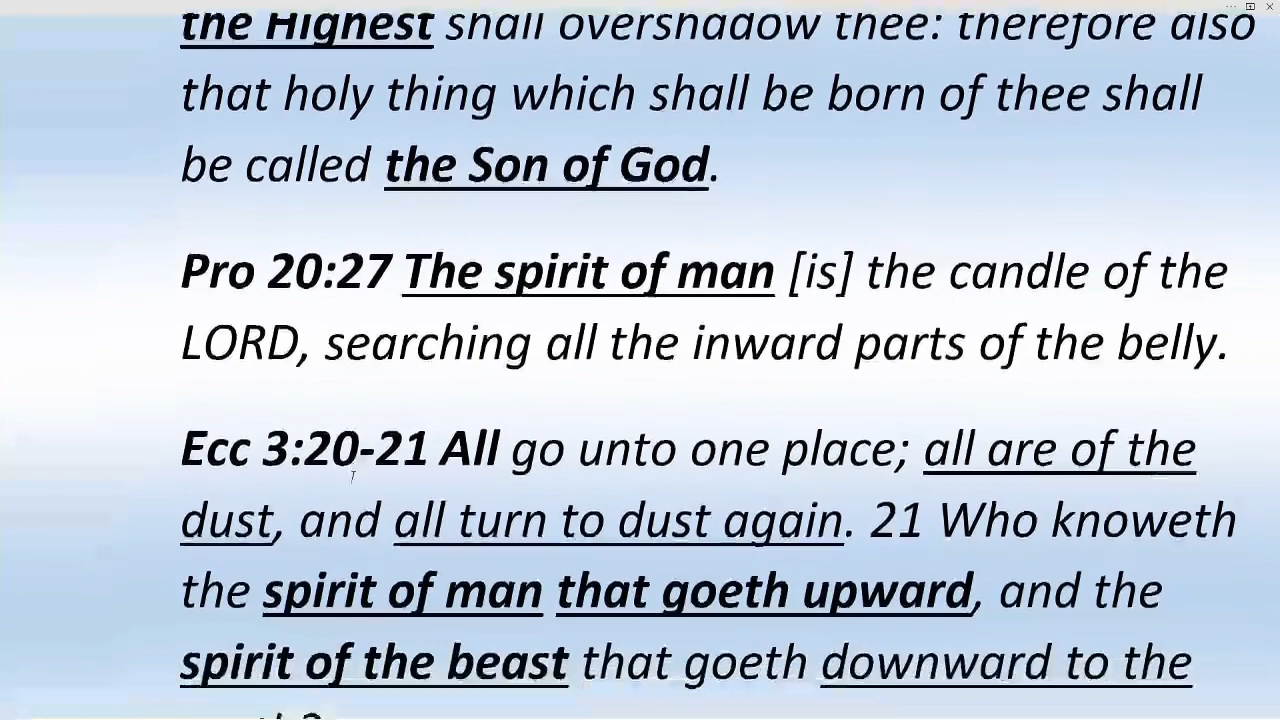 the Highest shall overshadow thee: therefore also
that holy thing which shall be born of thee shall
be called the Son of God.
Pro 20:27 The spirit of man [is] the candle of the
LORD, searching all the inward parts of the belly.
Ecc 3:20-21 All go unto one place; all are of the
dust, and all turn to dust again. 21 Who knoweth
the spirit of man that goeth upward, and the
spirit of the beast that goeth downward to the